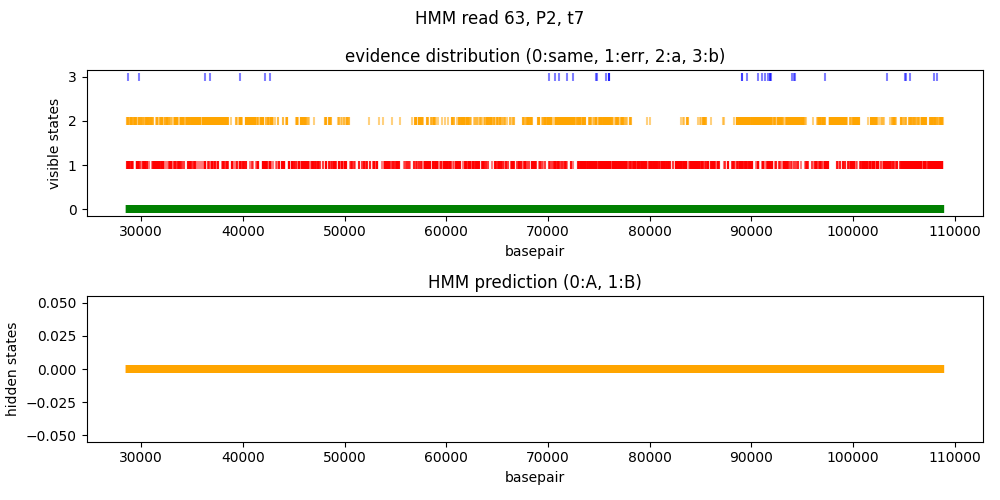 HMM read 63, P2, t7
evidence distribution (0:same, 1:err, 2:a, 3:b)
visible states
3
2
1
0
30000 40000 50000 60000 70000 80000 90000 100000 110000
basepair
HMM prediction (0:A, 1:B)
hidden states
0.050
0.025
0.000
−0.025
−0.050
30000 40000 50000 60000 70000 80000 90000 100000 110000
basepair